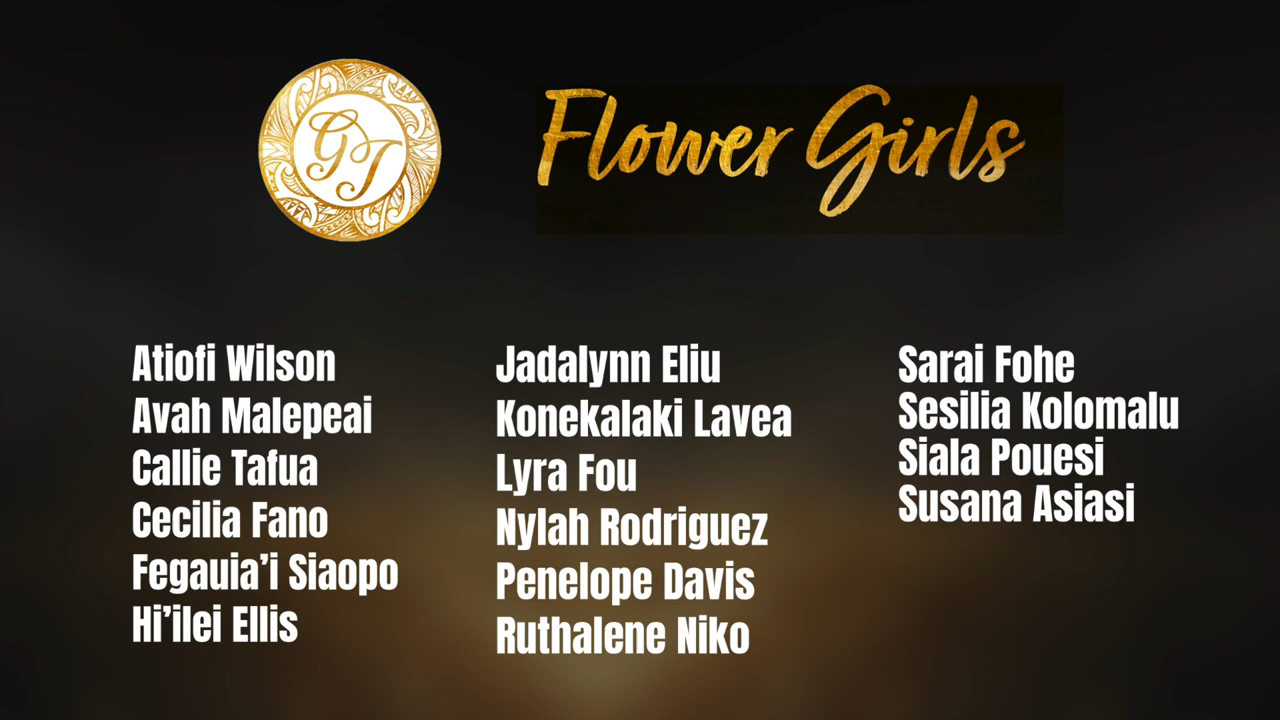 GJ
Flower Girls
Atiofi Wilson
Avah Malepeai
Callie Tafua
Cecilia Fano
Fegauia’i Siaopo
Hi’ilei Ellis
Jadalynn Eliu
Konekalaki Lavea
Lyra Fou
Nylah Rodriguez
Penelope Davis
Ruthalene Niko
Sarai Fohe
Sesilia Kolomalu
Siala Pouesi
Susana Asiasi